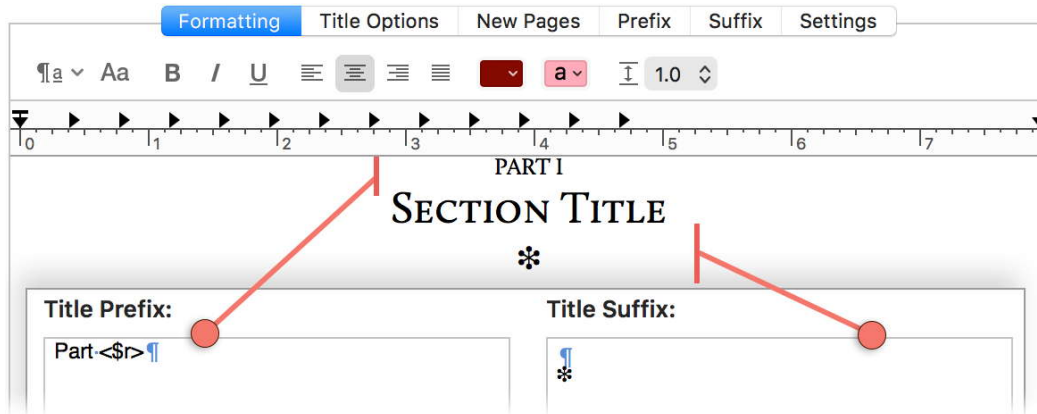 Formatting Title Options New Pages Prefix Suffix Settings
¶a Aa B I U a 1.0
0 1 2 3 4 5 6 7
PART I
SECTION TITLE
❇
Title Prefix: Title Suffix:
Part·<$r>¶ ¶
❇